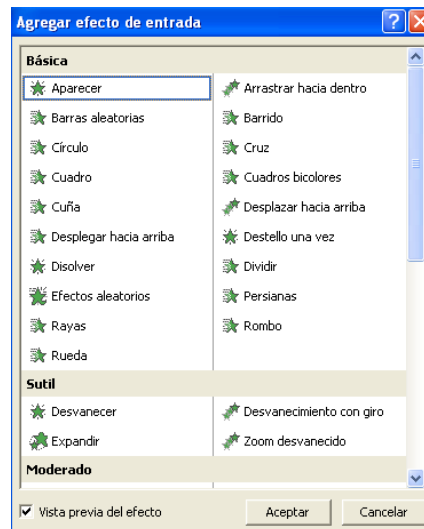 Agregar efecto de entrada
Básica
Aparecer Arrastrar hacia dentro
Barras aleatorias Barrido
Círculo Cruz
Cuadro Cuadros bicolores
Cuña Desplazar hacia arriba
Desplegar hacia arriba Destello una vez
Disolver Dividir
Efectos aleatorios Persianas
Rayas Rombo
Rueda
Sutil
Desvanecer Desvanecimiento con giro
Expandir Zoom desvanecido
Moderado
Vista previa del efecto Aceptar Cancelar